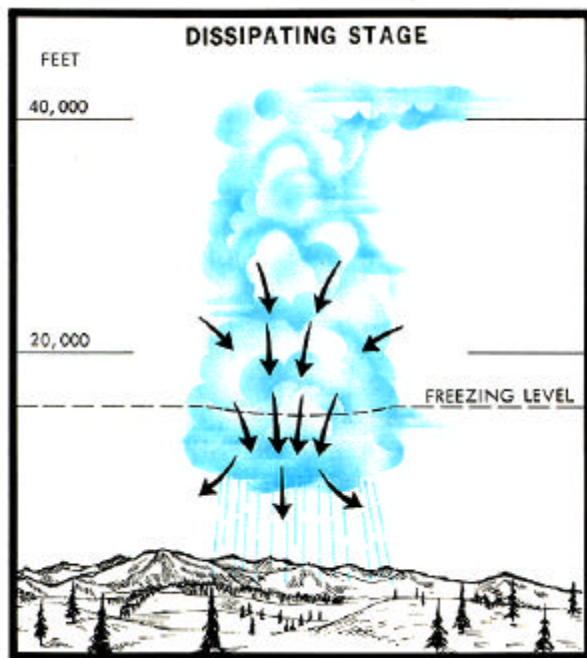 DISSIPATING STAGE
FEET
40,000
20,000
FREEZING LEVEL